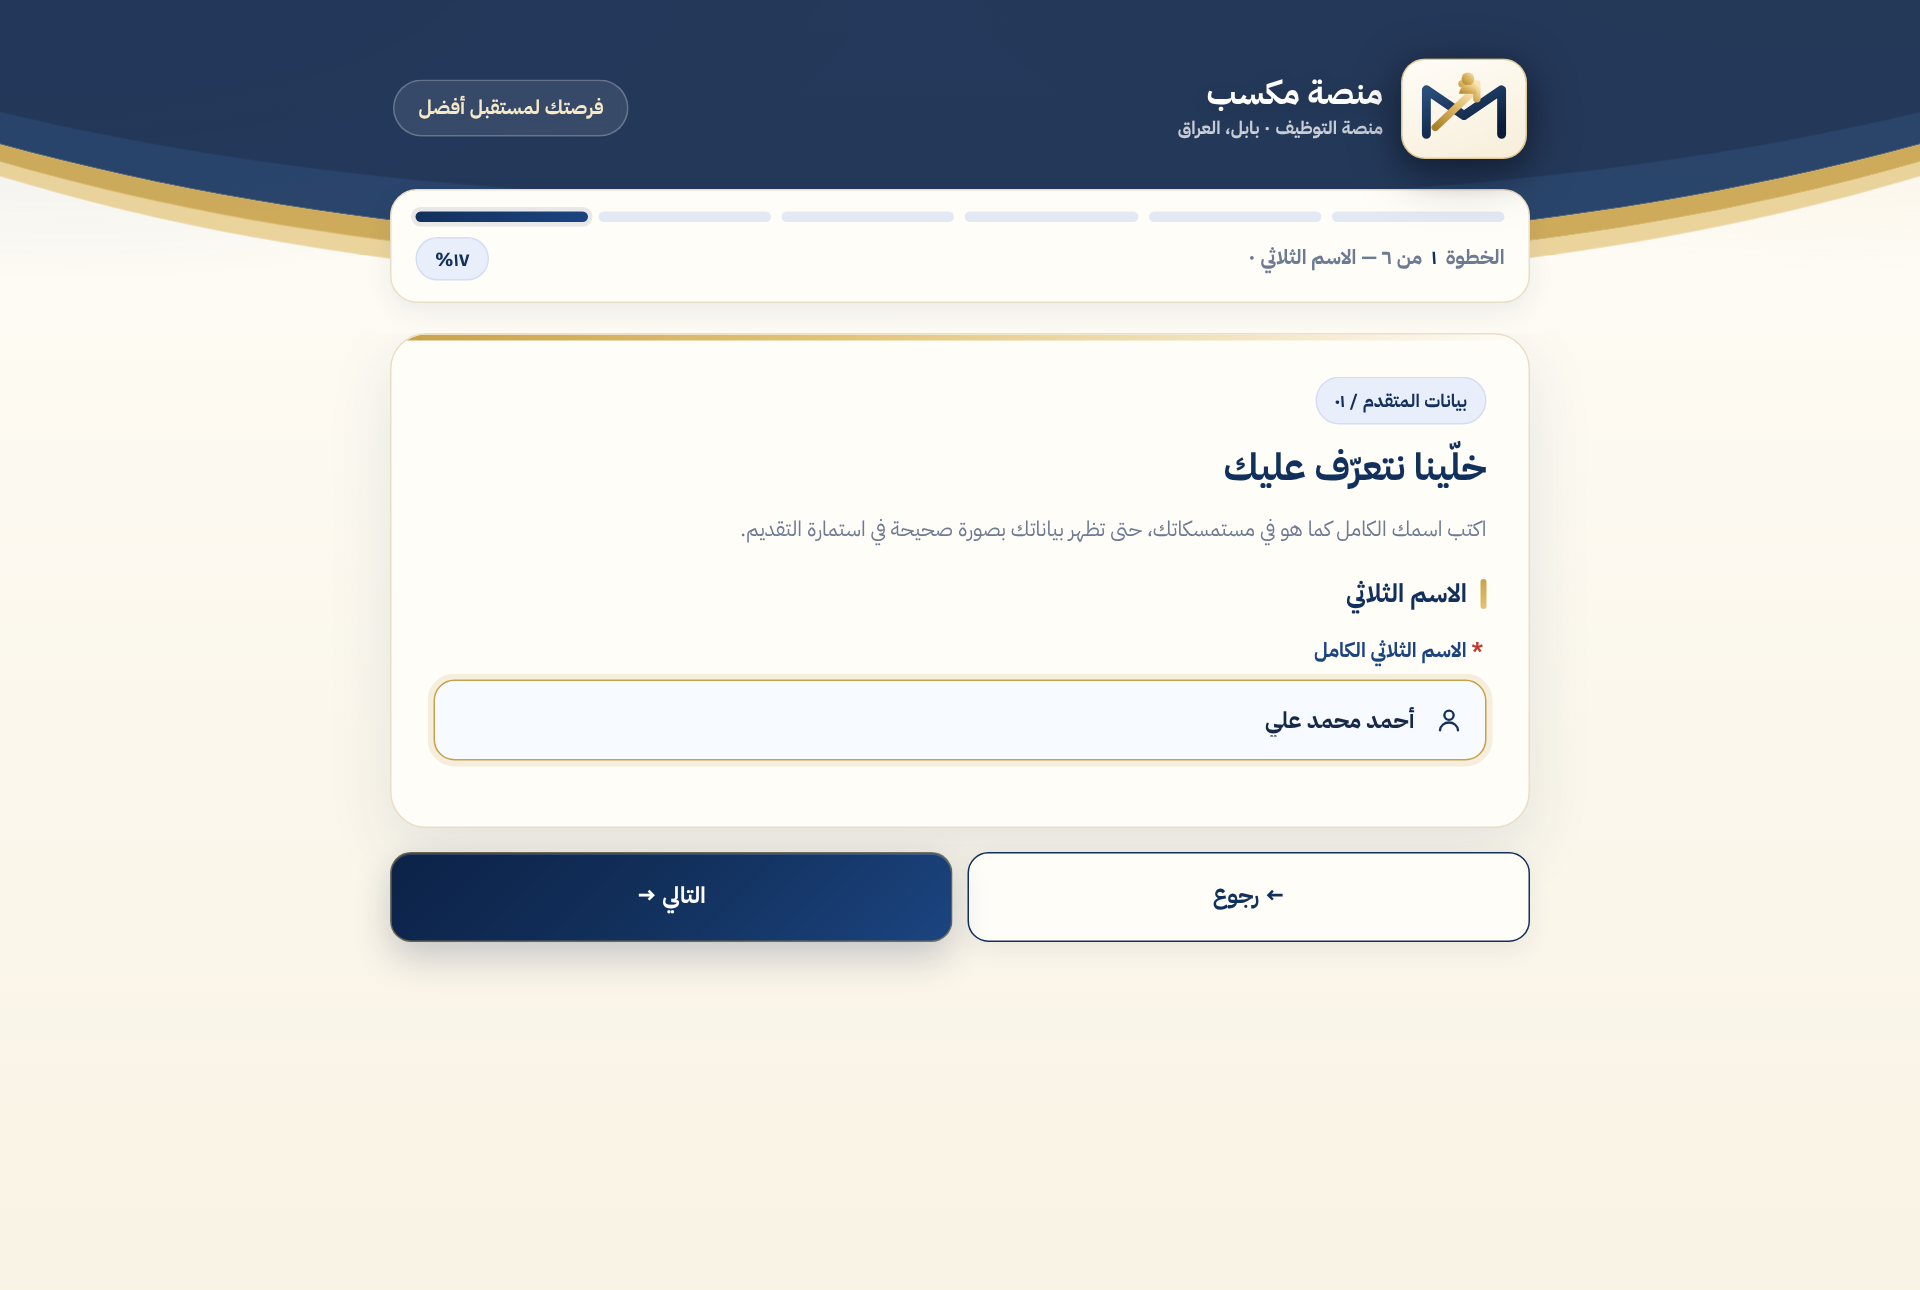 منصة مكسب
منصة التوظيف · بابل، العراق
فرصتك لمستقبل أفضل
الخطوة ١ من ٦ — الاسم الثلاثي ·
١٧%
بيانات المتقدم / ٠١
خلّينا نتعرّف عليك
اكتب اسمك الكامل كما هو في مستمسكاتك، حتى تظهر بياناتك بصورة صحيحة في استمارة التقديم.
الاسم الثلاثي
* الاسم الثلاثي الكامل
أحمد محمد علي
← رجوع
التالي →